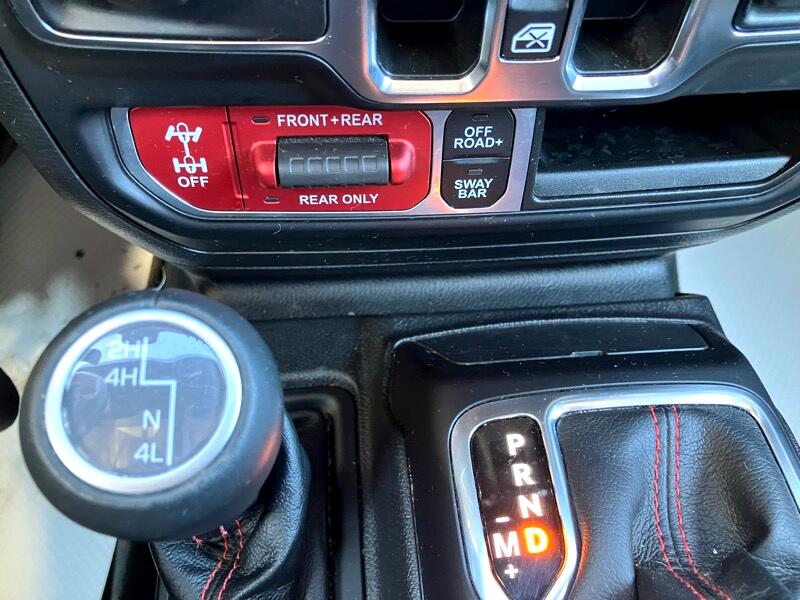 FRONT+REAR
OFF
REAR ONLY
OFF
ROAD+
SWAY
BAR
2H
4H
N
4L
P
R
N
D
–
M
+